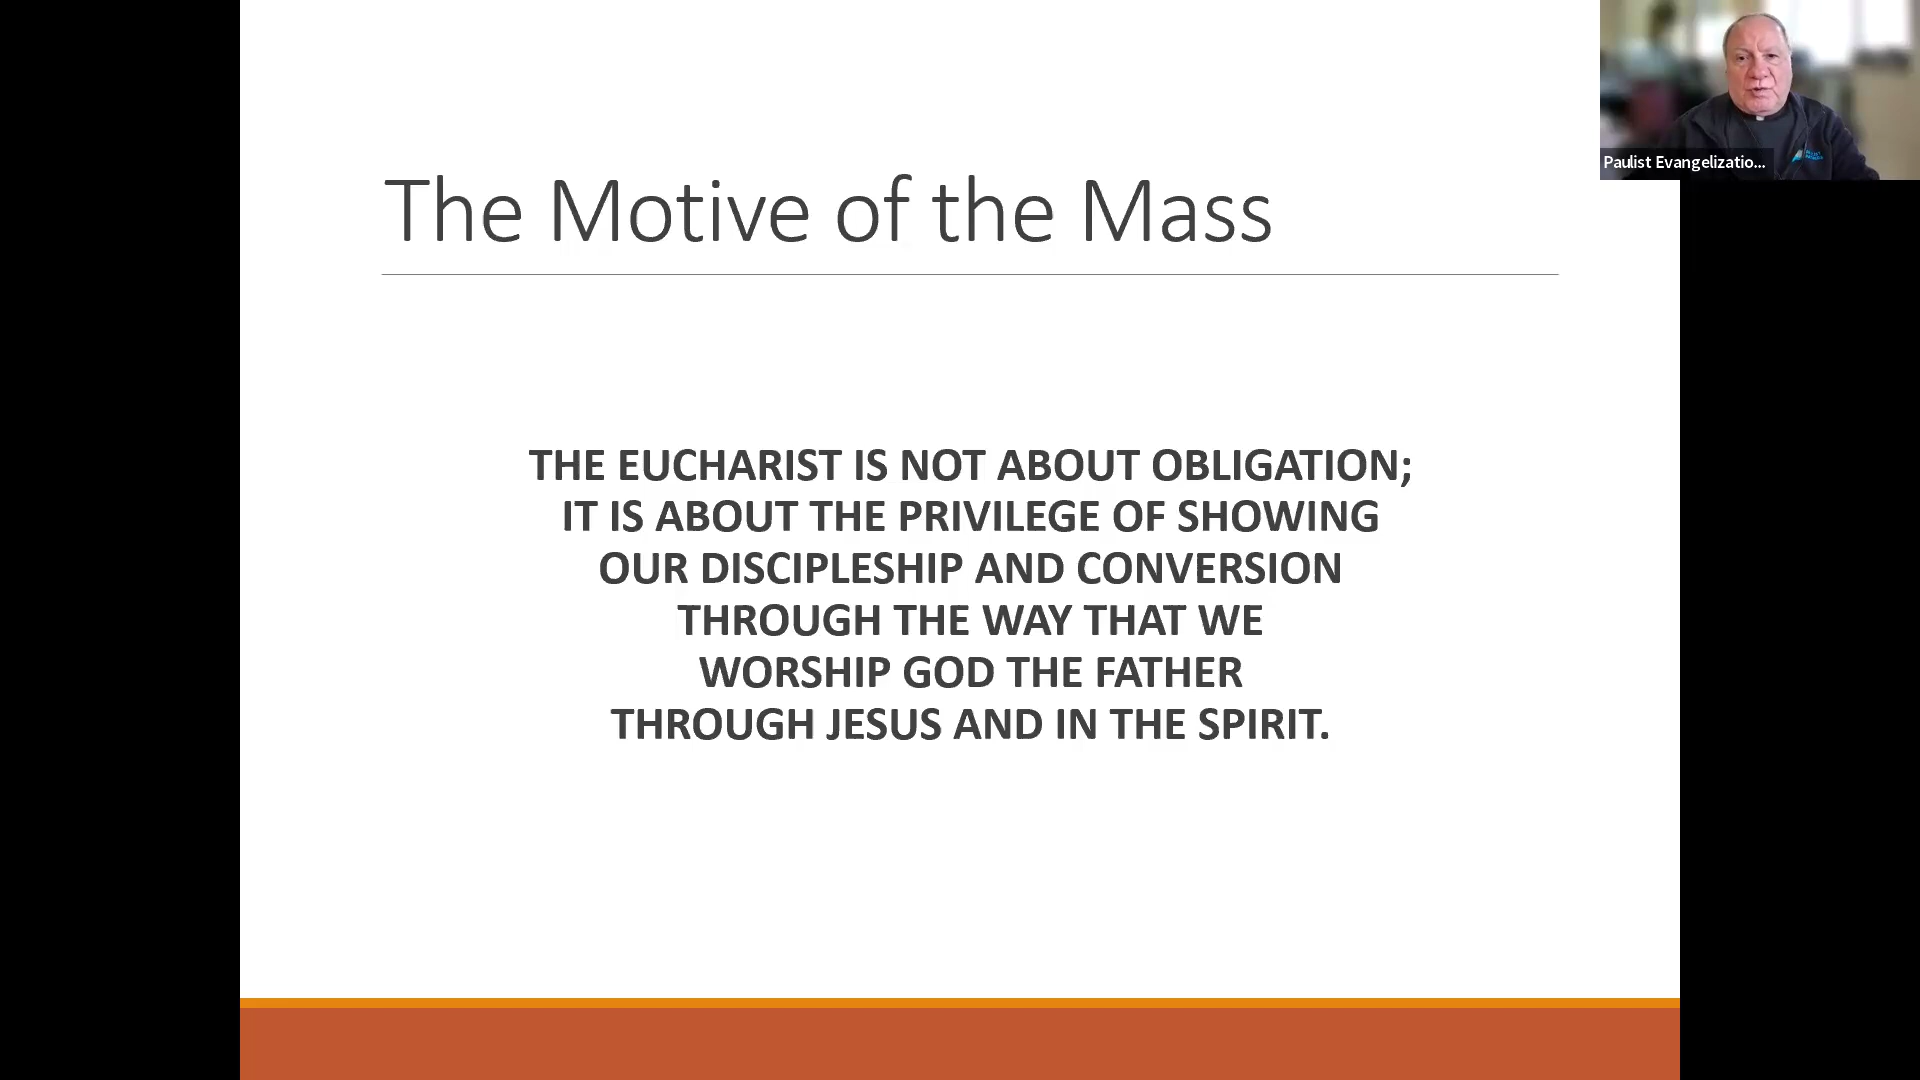 The Motive of the Mass
THE EUCHARIST IS NOT ABOUT OBLIGATION;
IT IS ABOUT THE PRIVILEGE OF SHOWING
OUR DISCIPLESHIP AND CONVERSION
THROUGH THE WAY THAT WE
WORSHIP GOD THE FATHER
THROUGH JESUS AND IN THE SPIRIT.
Paulist Evangelizatio...